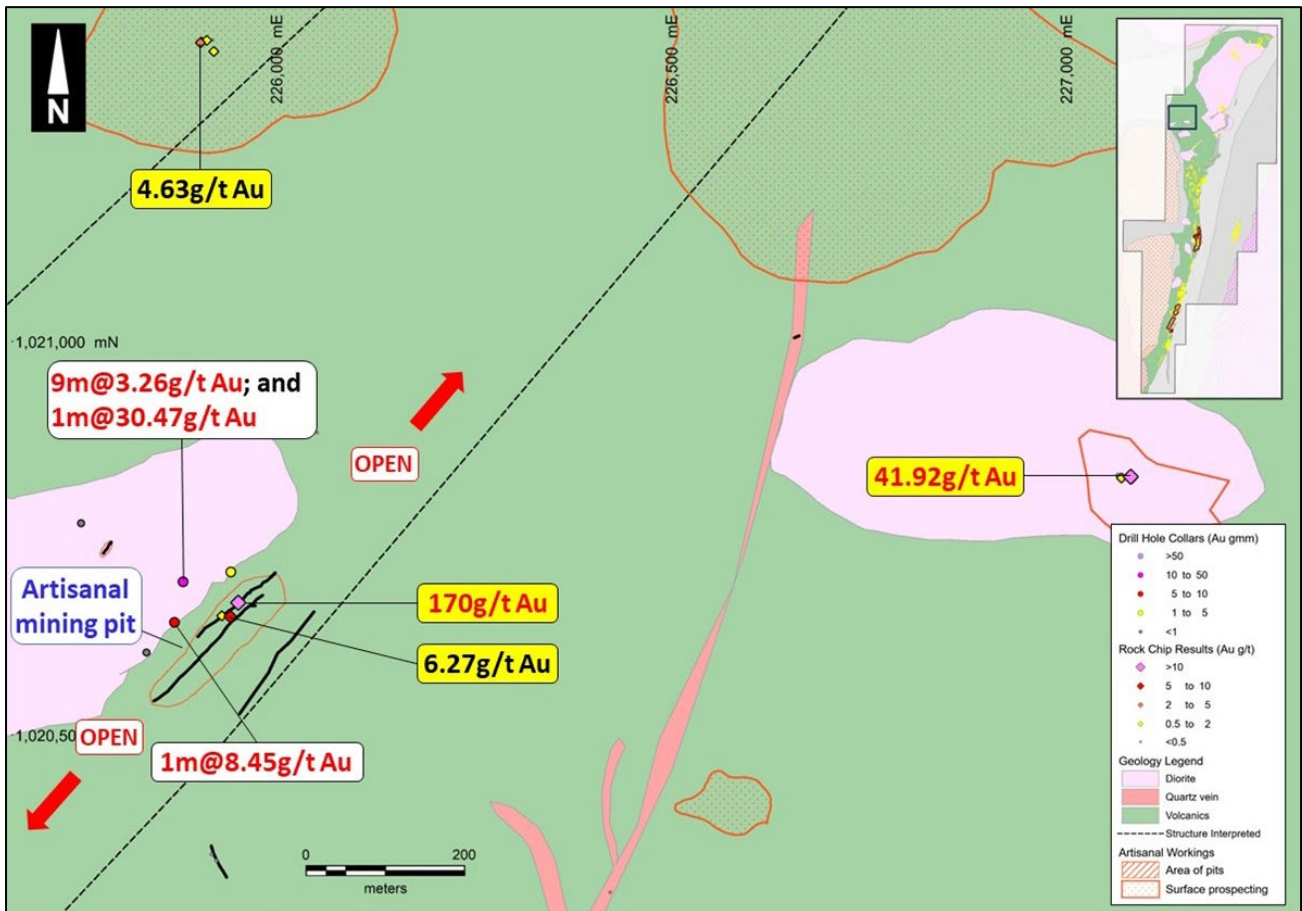 226,000 mE
226,500 mE
227,000 mE
N
4.63g/t Au
1,021,000 mN
9m@3.26g/t Au; and
1m@30.47g/t Au
OPEN
41.92g/t Au
Artisanal
mining pit
170g/t Au
6.27g/t Au
1,020,50
OPEN
1m@8.45g/t Au
0 200
meters
Drill Hole Collars (Au gmm)
>50
10 to 50
5 to 10
1 to 5
<1
Rock Chip Results (Au g/t)
>10
5 to 10
2 to 5
0.5 to 2
<0.5
Geology Legend
Diorite
Quartz vein
Volcanics
Structure Interpreted
Artisanal Workings
Area of pits
Surface prospecting